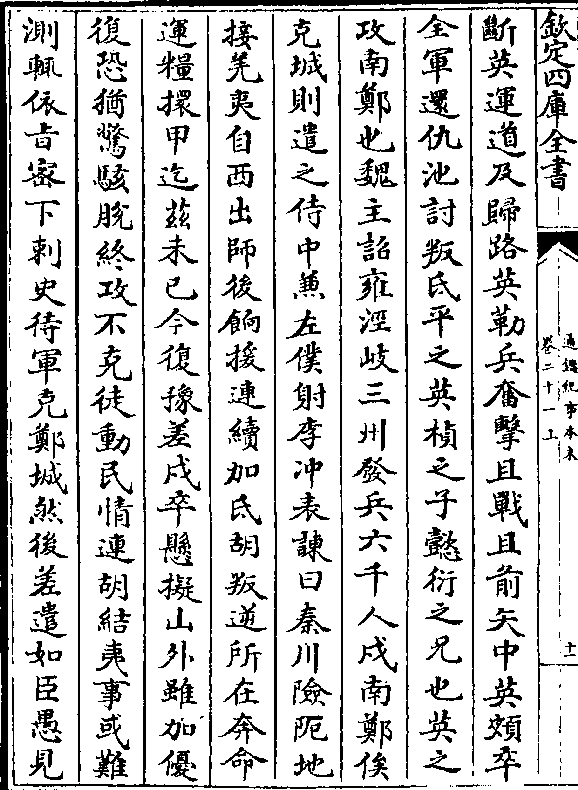 欽定四庫全書
通鑑紀事本末
卷二十一上
十一
斷英運道及歸路英勒兵奮擊且戰且前矢中英頰卒
全軍還仇池討叛氐平之英楨之子懿衍之兄也英之
攻南鄭也魏主詔雍涇岐三州發兵六千人戍南鄭俟
克城則遣之侍中兼左僕射李沖表諫曰秦川險阨地
接羌夷自西出師後餉援連續加氐胡叛逆所在奔命
運糧擐甲迄茲未已今復豫差戍卒懸擬山外雖加優
復恐猶驚駭脫終攻不克徒動民情連胡結夷事或難
測輒依旨密下刺史待軍克鄭城然後差遣如臣愚見